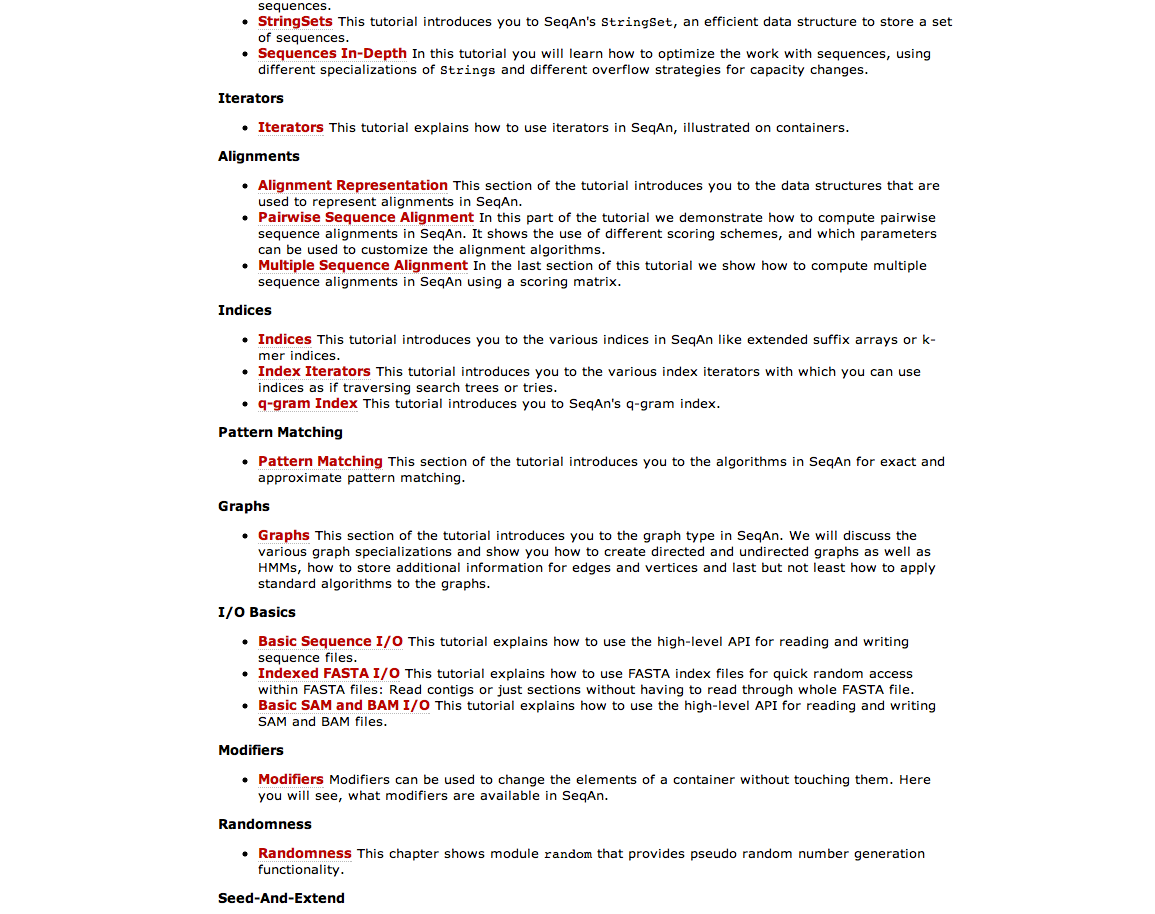 sequences.
StringSets This tutorial introduces you to SeqAn's StringSet, an efficient data structure to store a set
of sequences.
Sequences In-Depth In this tutorial you will learn how to optimize the work with sequences, using
different specializations of Strings and different overflow strategies for capacity changes.
Iterators
Iterators This tutorial explains how to use iterators in SeqAn, illustrated on containers.
Alignments
Alignment Representation This section of the tutorial introduces you to the data structures that are
used to represent alignments in SeqAn.
Pairwise Sequence Alignment In this part of the tutorial we demonstrate how to compute pairwise
sequence alignments in SeqAn. It shows the use of different scoring schemes, and which parameters
can be used to customize the alignment algorithms.
Multiple Sequence Alignment In the last section of this tutorial we show how to compute multiple
sequence alignments in SeqAn using a scoring matrix.
Indices
Indices This tutorial introduces you to the various indices in SeqAn like extended suffix arrays or k-
mer indices.
Index Iterators This tutorial introduces you to the various index iterators with which you can use
indices as if traversing search trees or tries.
q-gram Index This tutorial introduces you to SeqAn's q-gram index.
Pattern Matching
Pattern Matching This section of the tutorial introduces you to the algorithms in SeqAn for exact and
approximate pattern matching.
Graphs
Graphs This section of the tutorial introduces you to the graph type in SeqAn. We will discuss the
various graph specializations and show you how to create directed and undirected graphs as well as
HMMs, how to store additional information for edges and vertices and last but not least how to apply
standard algorithms to the graphs.
I/O Basics
Basic Sequence I/O This tutorial explains how to use the high-level API for reading and writing
sequence files.
Indexed FASTA I/O This tutorial explains how to use FASTA index files for quick random access
within FASTA files: Read contigs or just sections without having to read through whole FASTA file.
Basic SAM and BAM I/O This tutorial explains how to use the high-level API for reading and writing
SAM and BAM files.
Modifiers
Modifiers Modifiers can be used to change the elements of a container without touching them. Here
you will see, what modifiers are available in SeqAn.
Randomness
Randomness This chapter shows module random that provides pseudo random number generation
functionality.
Seed-And-Extend